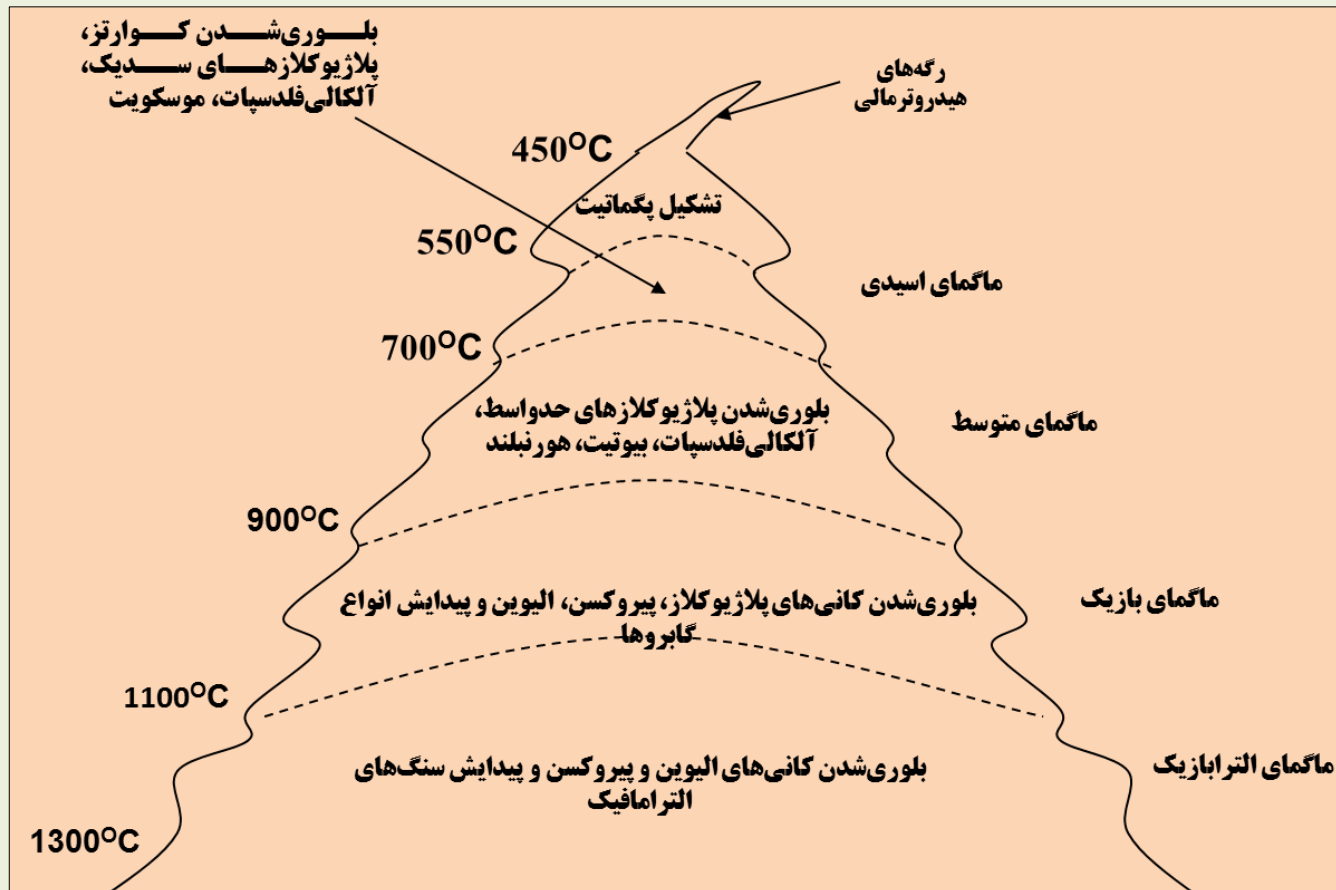 بلوری‌شدن کوارتز،
پلاژیوکلازهای سدیک،
آلکالی‌فلدسپات، موسکویت
رگه‌های
هیدروترمالی
450°C
تشکیل پگماتیت
550°C
ماگمای اسیدی
700°C
بلوری‌شدن پلاژیوکلازهای حدواسط،
آلکالی‌فلدسپات، بیوتیت، هورنبلند
ماگمای متوسط
900°C
بلوری‌شدن کانی‌های پلاژیوکلاز، پیروکسن، الیوین و پیدایش انواع
گابروها
ماگمای بازیک
1100°C
بلوری‌شدن کانی‌های الیوین و پیروکسن و پیدایش سنگ‌های
الترامافیک
ماگمای الترابازیک
1300°C